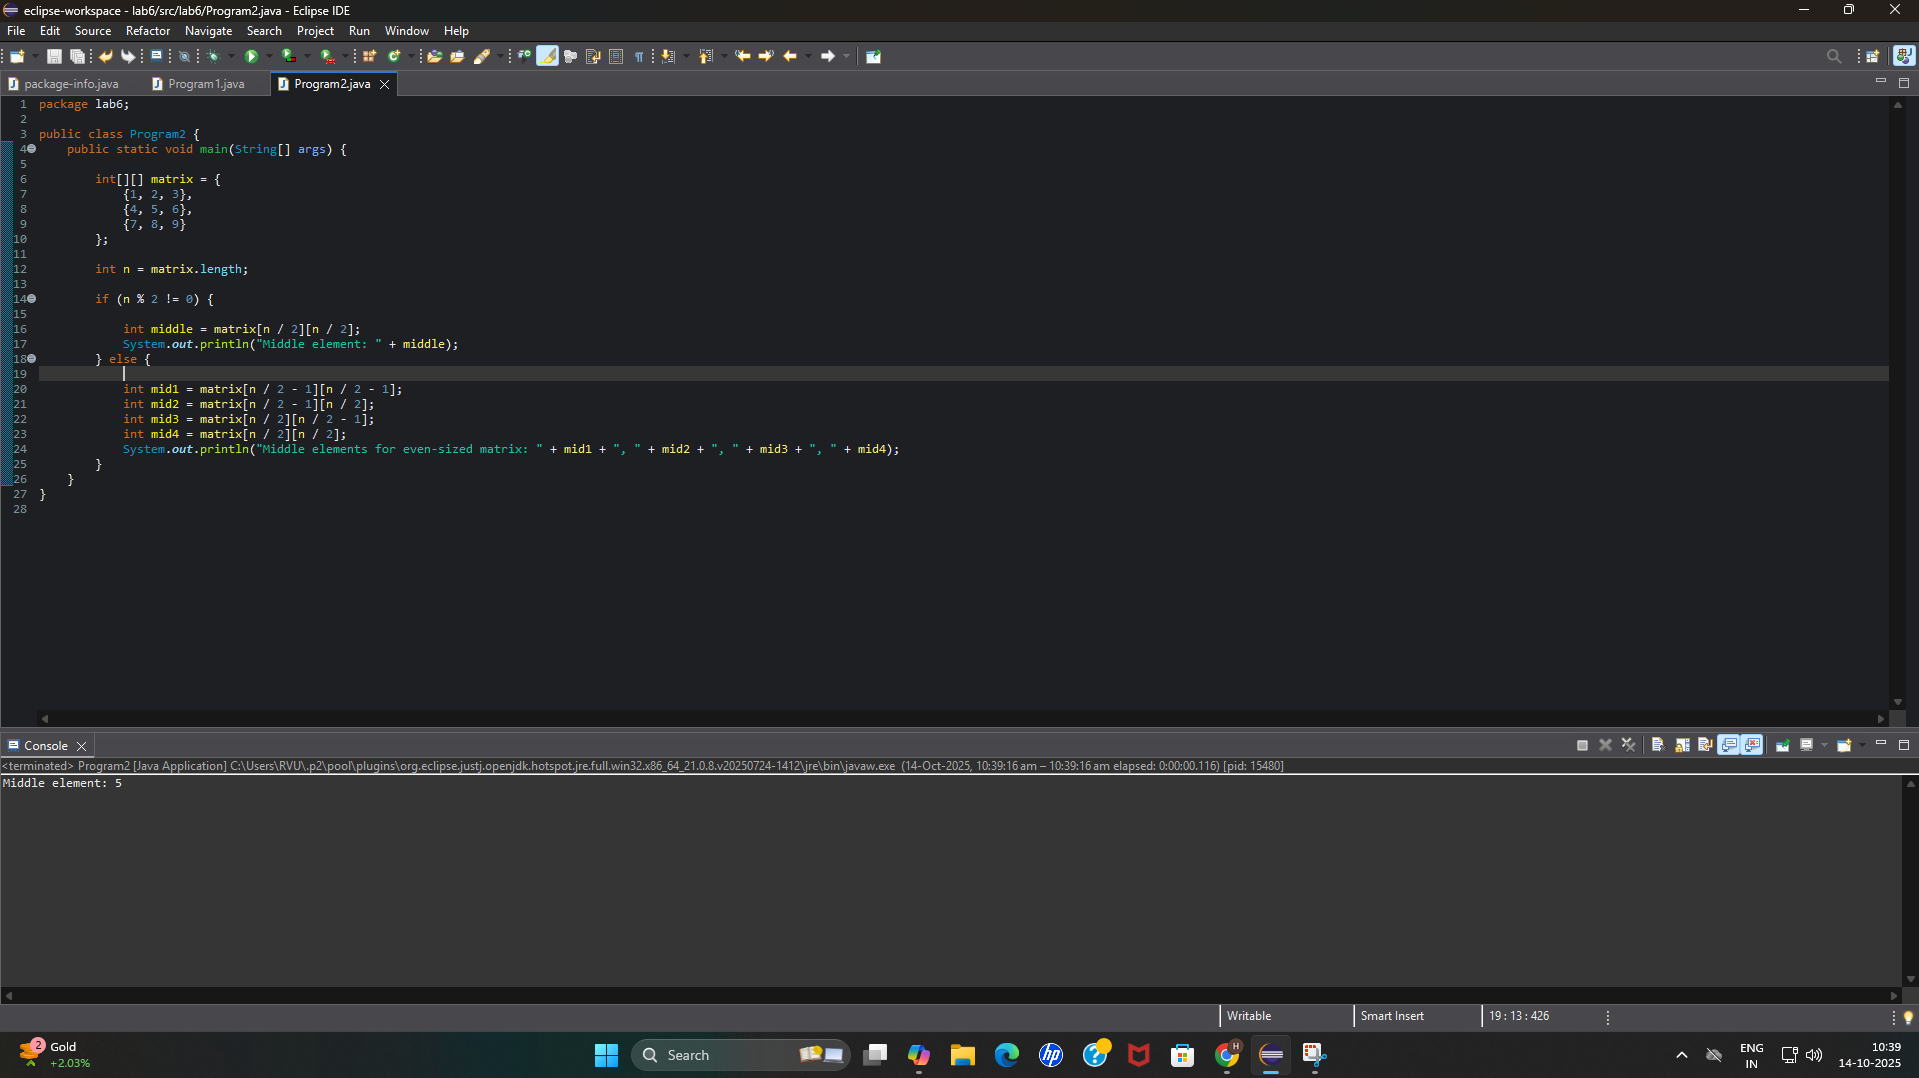 eclipse-workspace - lab6/src/lab6/Program2.java - Eclipse IDE
File Edit Source Refactor Navigate Search Project Run Window Help
package-info.java Program1.java Program2.java
1 package lab6;
2
3 public class Program2 {
4     public static void main(String[] args) {
5
6         int[][] matrix = {
7             {1, 2, 3},
8             {4, 5, 6},
9             {7, 8, 9}
10         };
11
12         int n = matrix.length;
13
14         if (n % 2 != 0) {
15
16             int middle = matrix[n / 2][n / 2];
17             System.out.println("Middle element: " + middle);
18         } else {
19
20             int mid1 = matrix[n / 2 - 1][n / 2 - 1];
21             int mid2 = matrix[n / 2 - 1][n / 2];
22             int mid3 = matrix[n / 2][n / 2 - 1];
23             int mid4 = matrix[n / 2][n / 2];
24             System.out.println("Middle elements for even-sized matrix: " + mid1 + ", " + mid2 + ", " + mid3 + ", " + mid4);
25         }
26     }
27 }
28
Console
<terminated> Program2 [Java Application] C:\Users\RVU\.p2\pool\plugins\org.eclipse.justj.openjdk.hotspot.jre.full.win32.x86_64_21.0.8.v20250724-1412\jre\bin\javaw.exe (14-Oct-2025, 10:39:16 am – 10:39:16 am elapsed: 0:00:00.116) [pid: 15480]
Middle element: 5
Writable Smart Insert 19 : 13 : 426
2 Gold
+2.03%
Search
hp
H
ENG
IN
10:39
14-10-2025